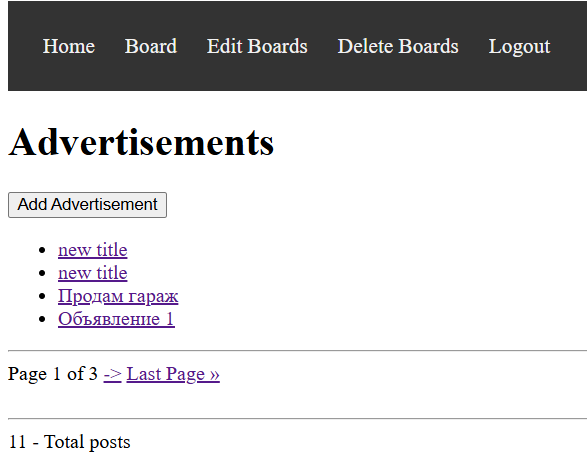 Home Board Edit Boards Delete Boards Logout
Advertisements
Add Advertisement
new title
new title
Продам гараж
Объявление 1
Page 1 of 3 -> Last Page »
11 - Total posts